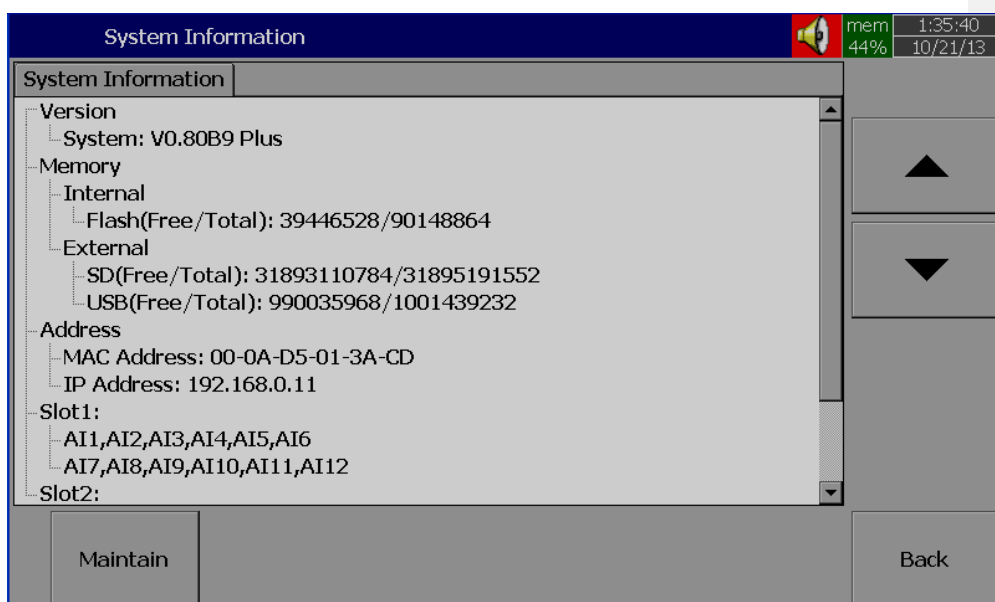 System Information
mem 1:35:40
44% 10/21/13
System Information
Version
System: V0.80B9 Plus
Memory
Internal
Flash(Free/Total): 39446528/90148864
External
SD(Free/Total): 31893110784/31895191552
USB(Free/Total): 990035968/1001439232
Address
MAC Address: 00-0A-D5-01-3A-CD
IP Address: 192.168.0.11
Slot1:
AI1,AI2,AI3,AI4,AI5,AI6
AI7,AI8,AI9,AI10,AI11,AI12
Slot2:
Maintain
Back